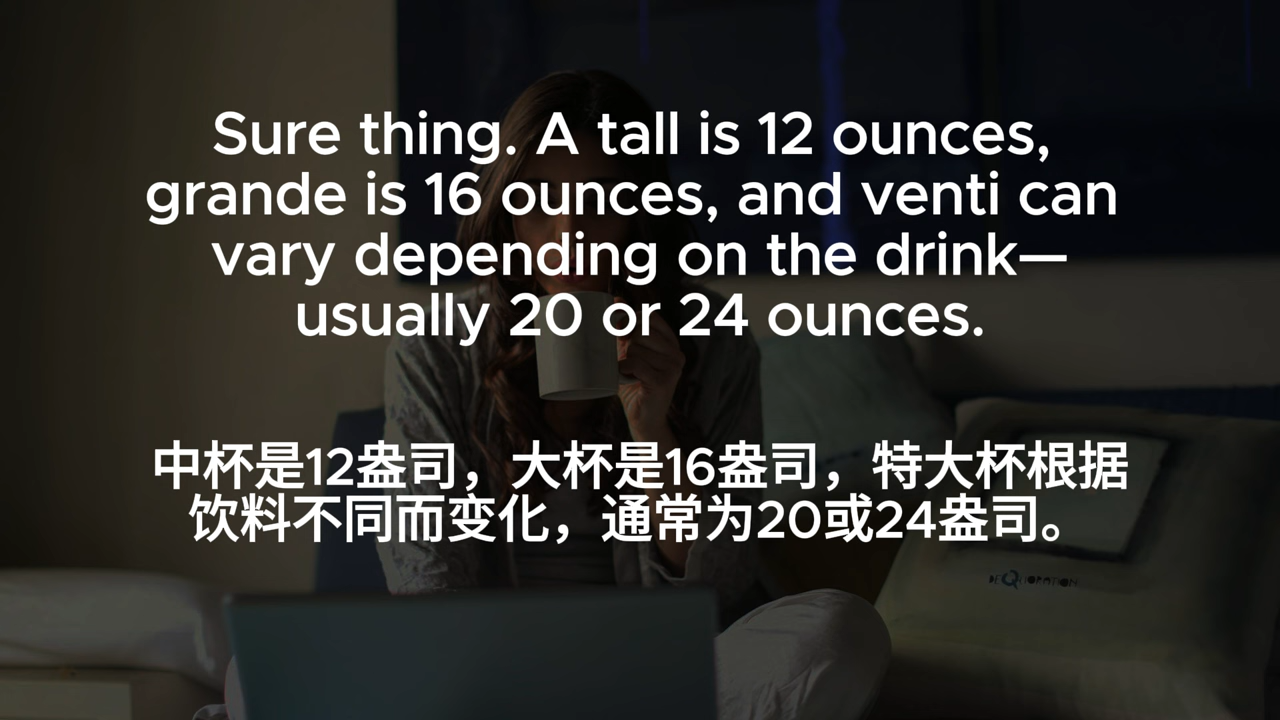 Sure thing. A tall is 12 ounces,
grande is 16 ounces, and venti can
vary depending on the drink—
usually 20 or 24 ounces.
中杯是12盎司，大杯是16盎司，特大杯根据
饮料不同而变化，通常为20或24盎司。